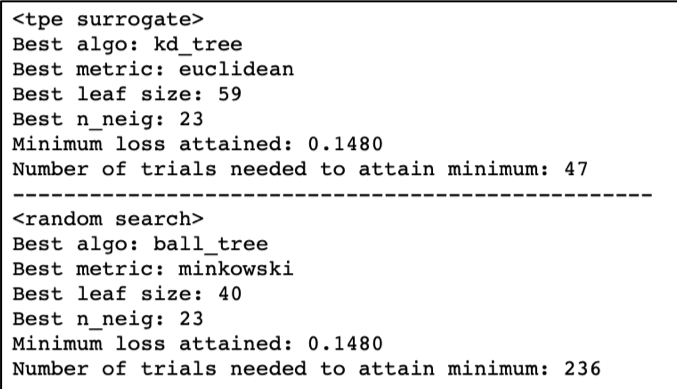 <tpe surrogate>
Best algo: kd_tree
Best metric: euclidean
Best leaf size: 59
Best n_neig: 23
Minimum loss attained: 0.1480
Number of trials needed to attain minimum: 47
--------------------------------------------------
<random search>
Best algo: ball_tree
Best metric: minkowski
Best leaf size: 40
Best n_neig: 23
Minimum loss attained: 0.1480
Number of trials needed to attain minimum: 236